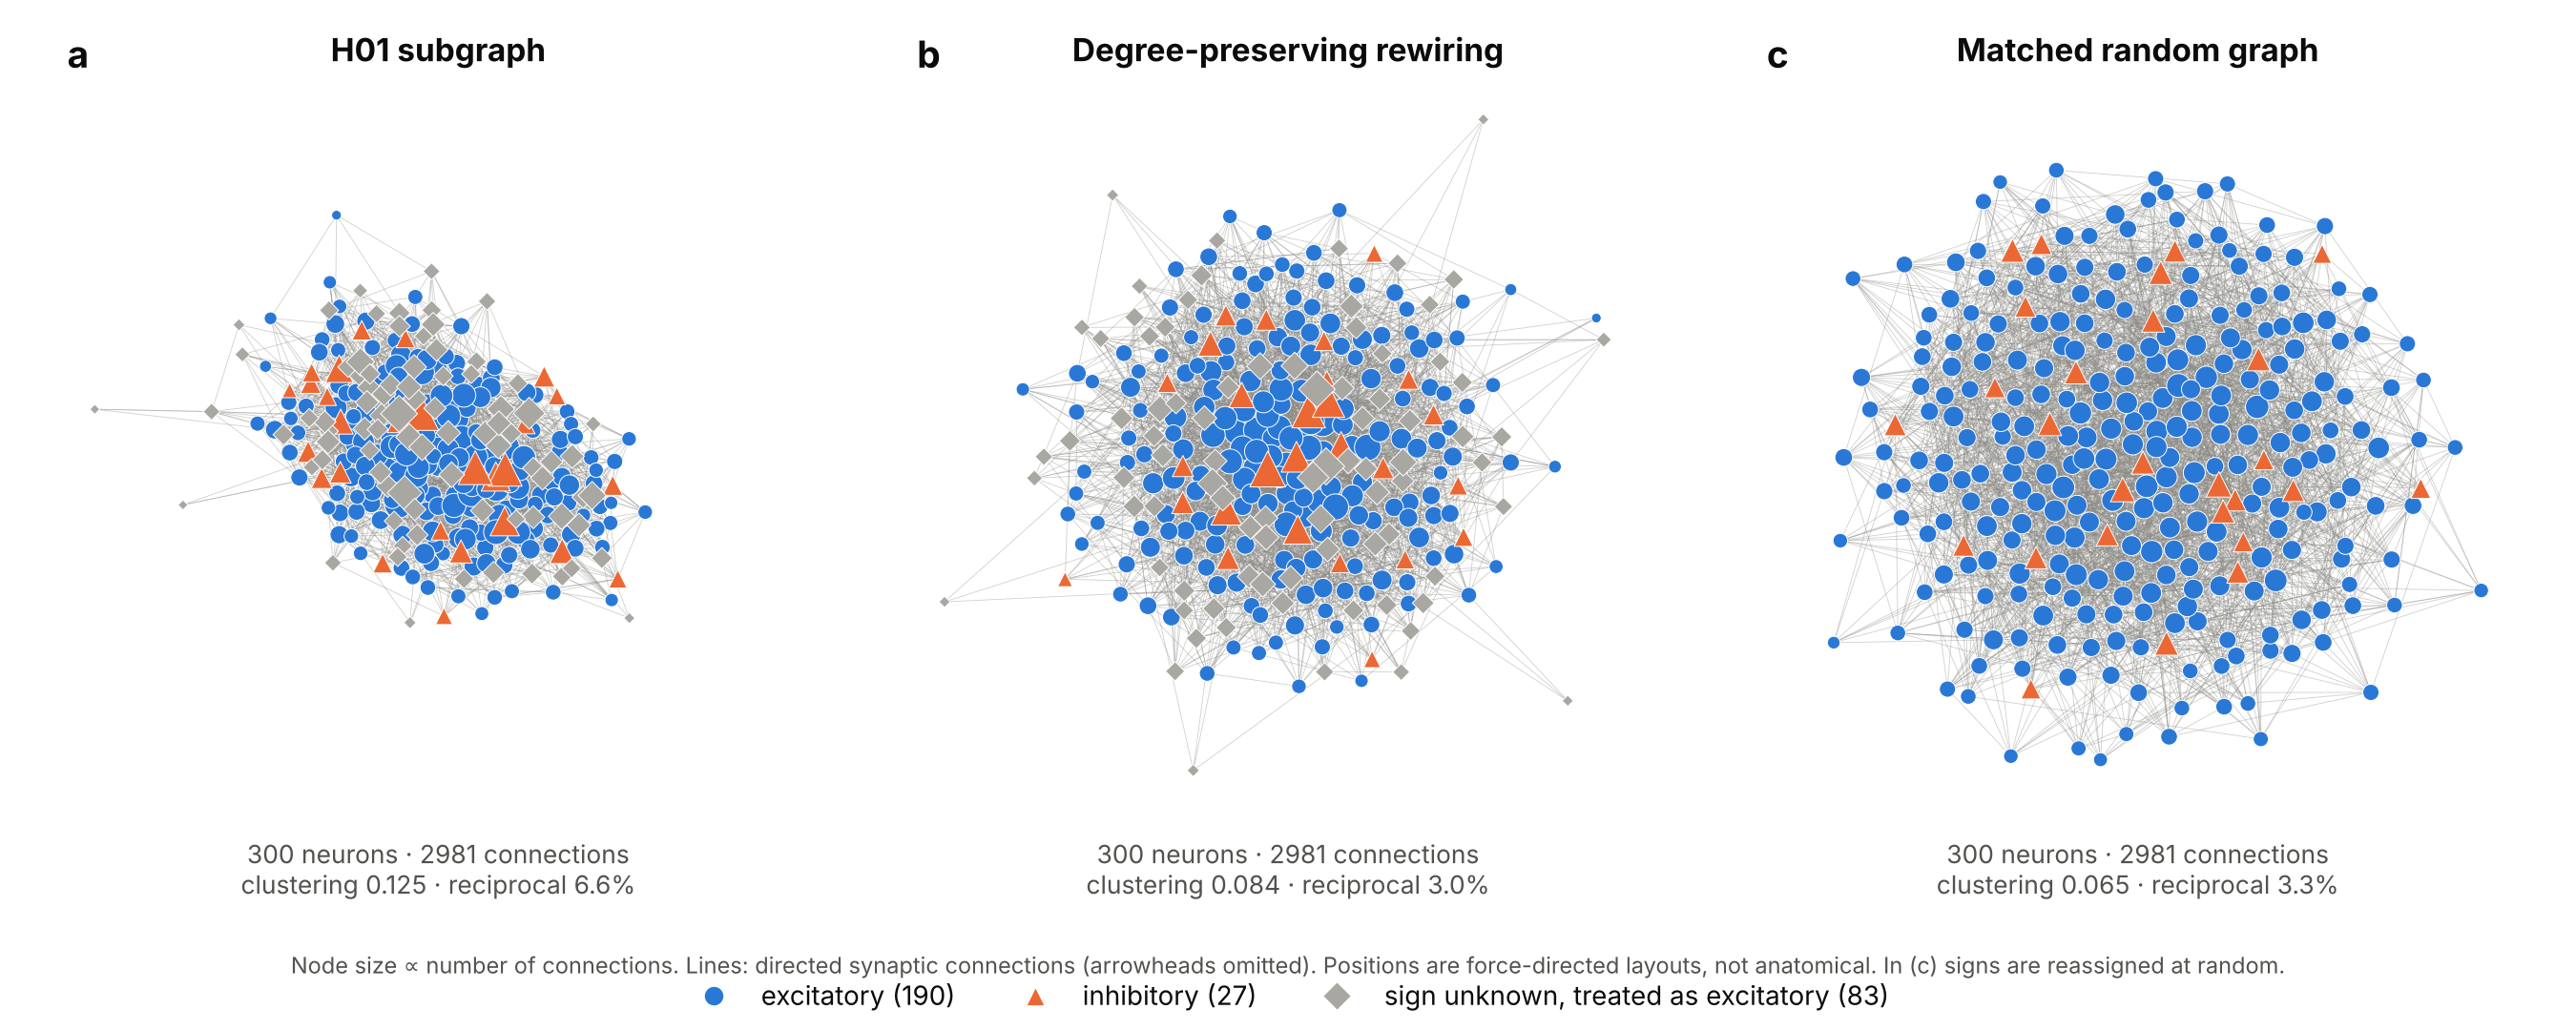 a
H01 subgraph
b
Degree-preserving rewiring
c
Matched random graph
300 neurons · 2981 connections
clustering 0.125 · reciprocal 6.6%
300 neurons · 2981 connections
clustering 0.084 · reciprocal 3.0%
300 neurons · 2981 connections
clustering 0.065 · reciprocal 3.3%
Node size ∝ number of connections. Lines: directed synaptic connections (arrowheads omitted). Positions are force-directed layouts, not anatomical. In (c) signs are reassigned at random.
excitatory (190)
inhibitory (27)
sign unknown, treated as excitatory (83)